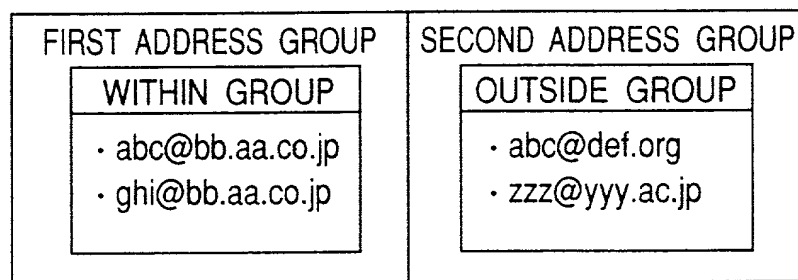 FIRST ADDRESS GROUP
WITHIN GROUP
· abc@bb.aa.co.jp
· ghi@bb.aa.co.jp
SECOND ADDRESS GROUP
OUTSIDE GROUP
· abc@def.org
· zzz@yyy.ac.jp